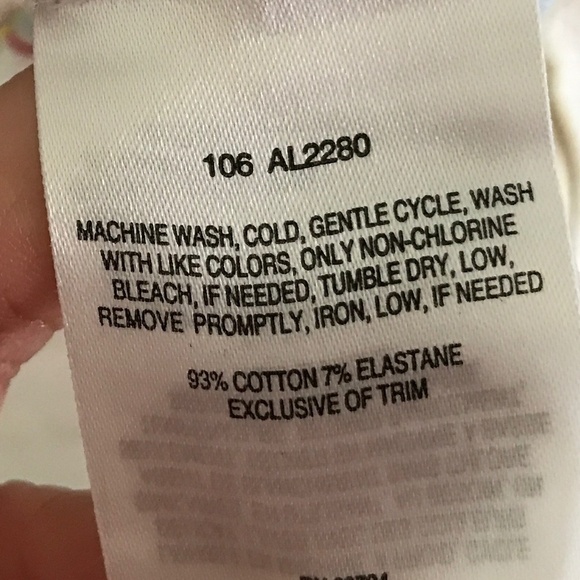 106 AL2280
MACHINE WASH, COLD, GENTLE CYCLE, WASH
WITH LIKE COLORS, ONLY NON-CHLORINE
BLEACH, IF NEEDED, TUMBLE DRY, LOW,
REMOVE PROMPTLY, IRON, LOW, IF NEEDED
93% COTTON 7% ELASTANE
EXCLUSIVE OF TRIM